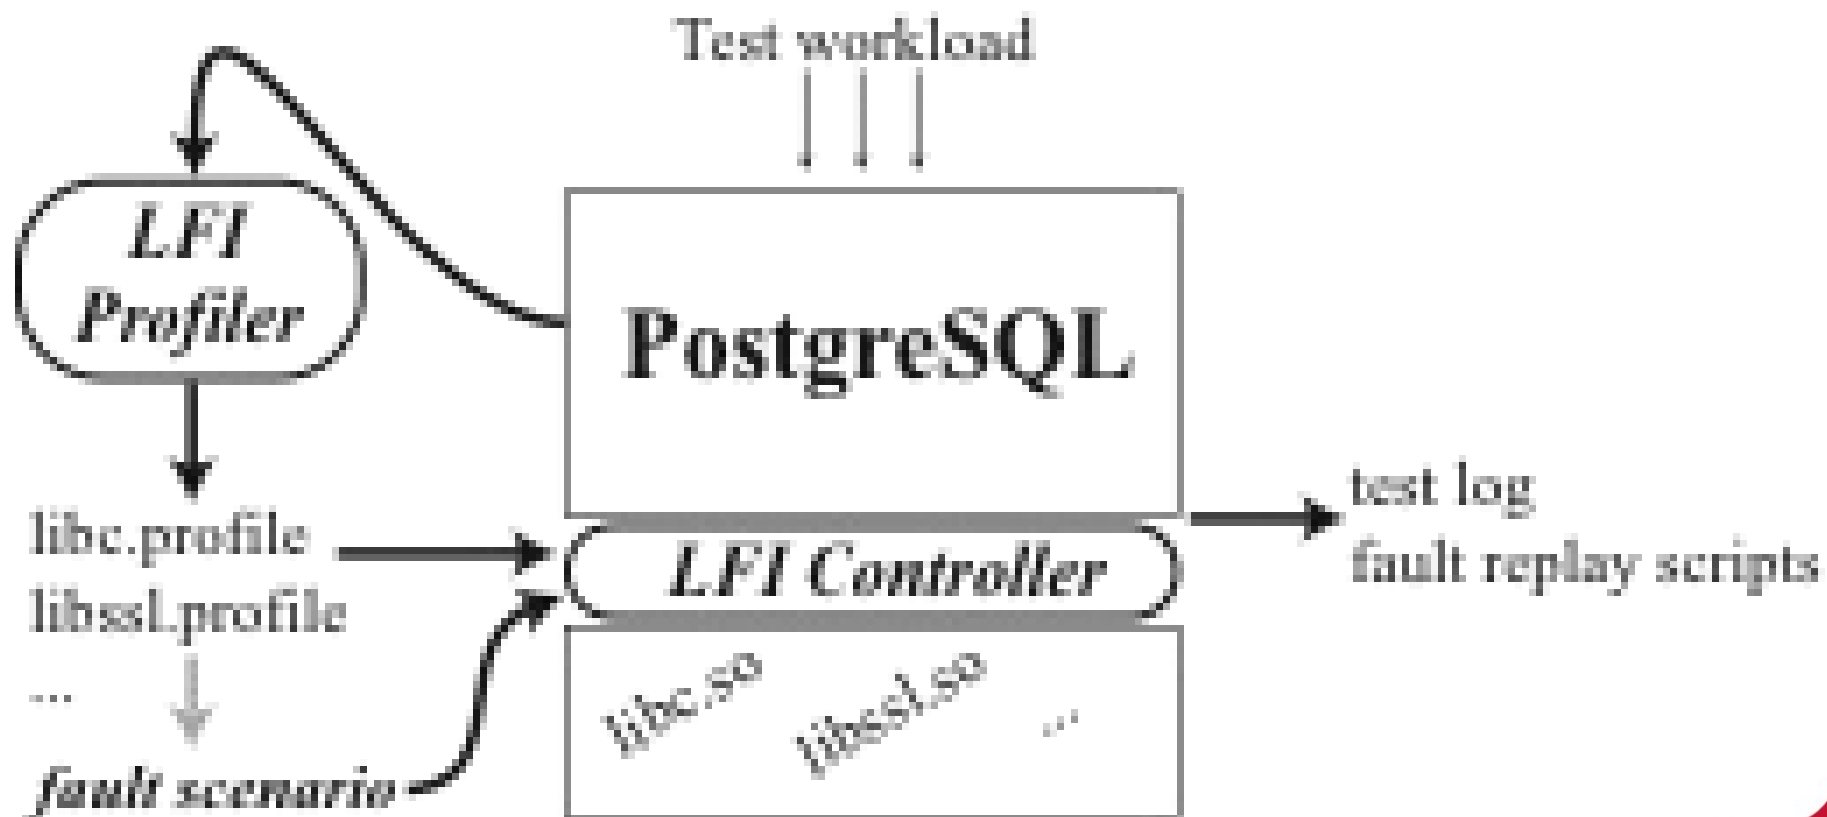 Test workload
LFI
Profiler
PostgreSQL
libc.profile
libssl.profile
...
fault scenario
LFI Controller
libc.so
libssl.so
...
test log
fault replay scripts